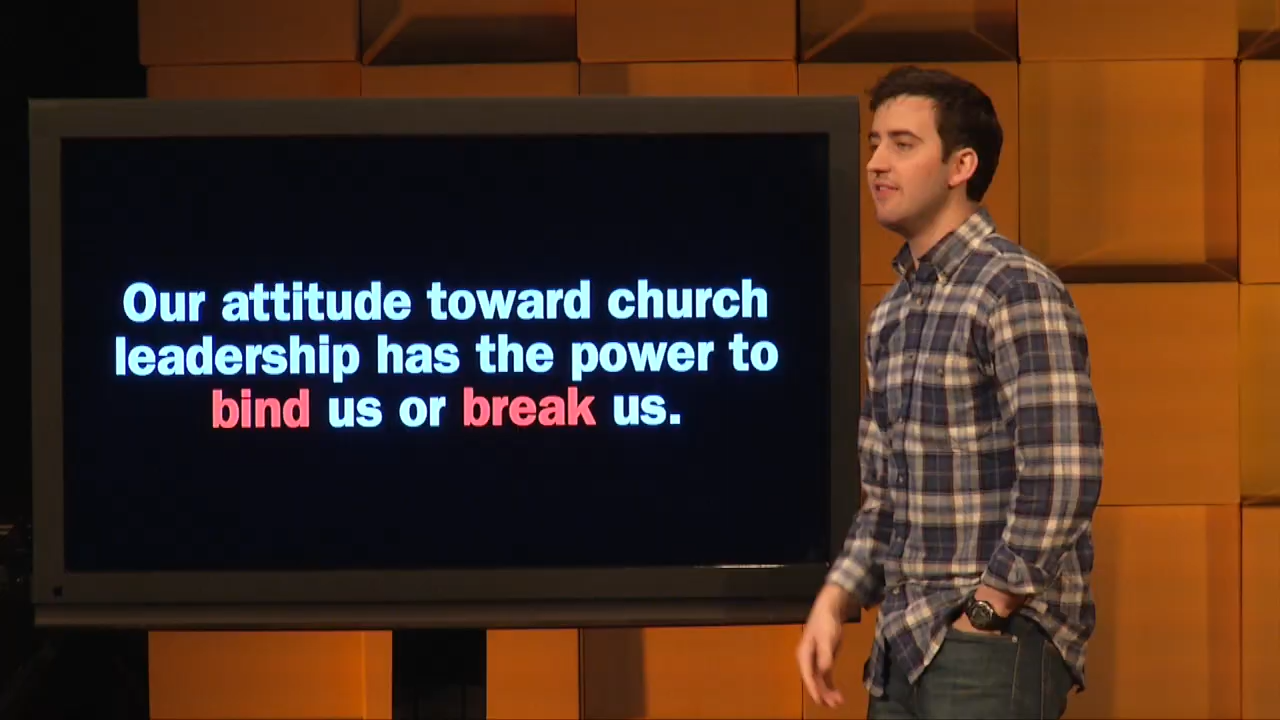 Our attitude toward church
leadership has the power to
bind us or break us.